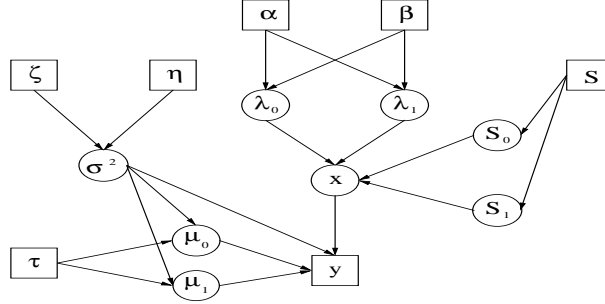 α β
ζ η S
λ₀ λ₁
S₀
σ²
x
S₁
μ₀
τ y
μ₁